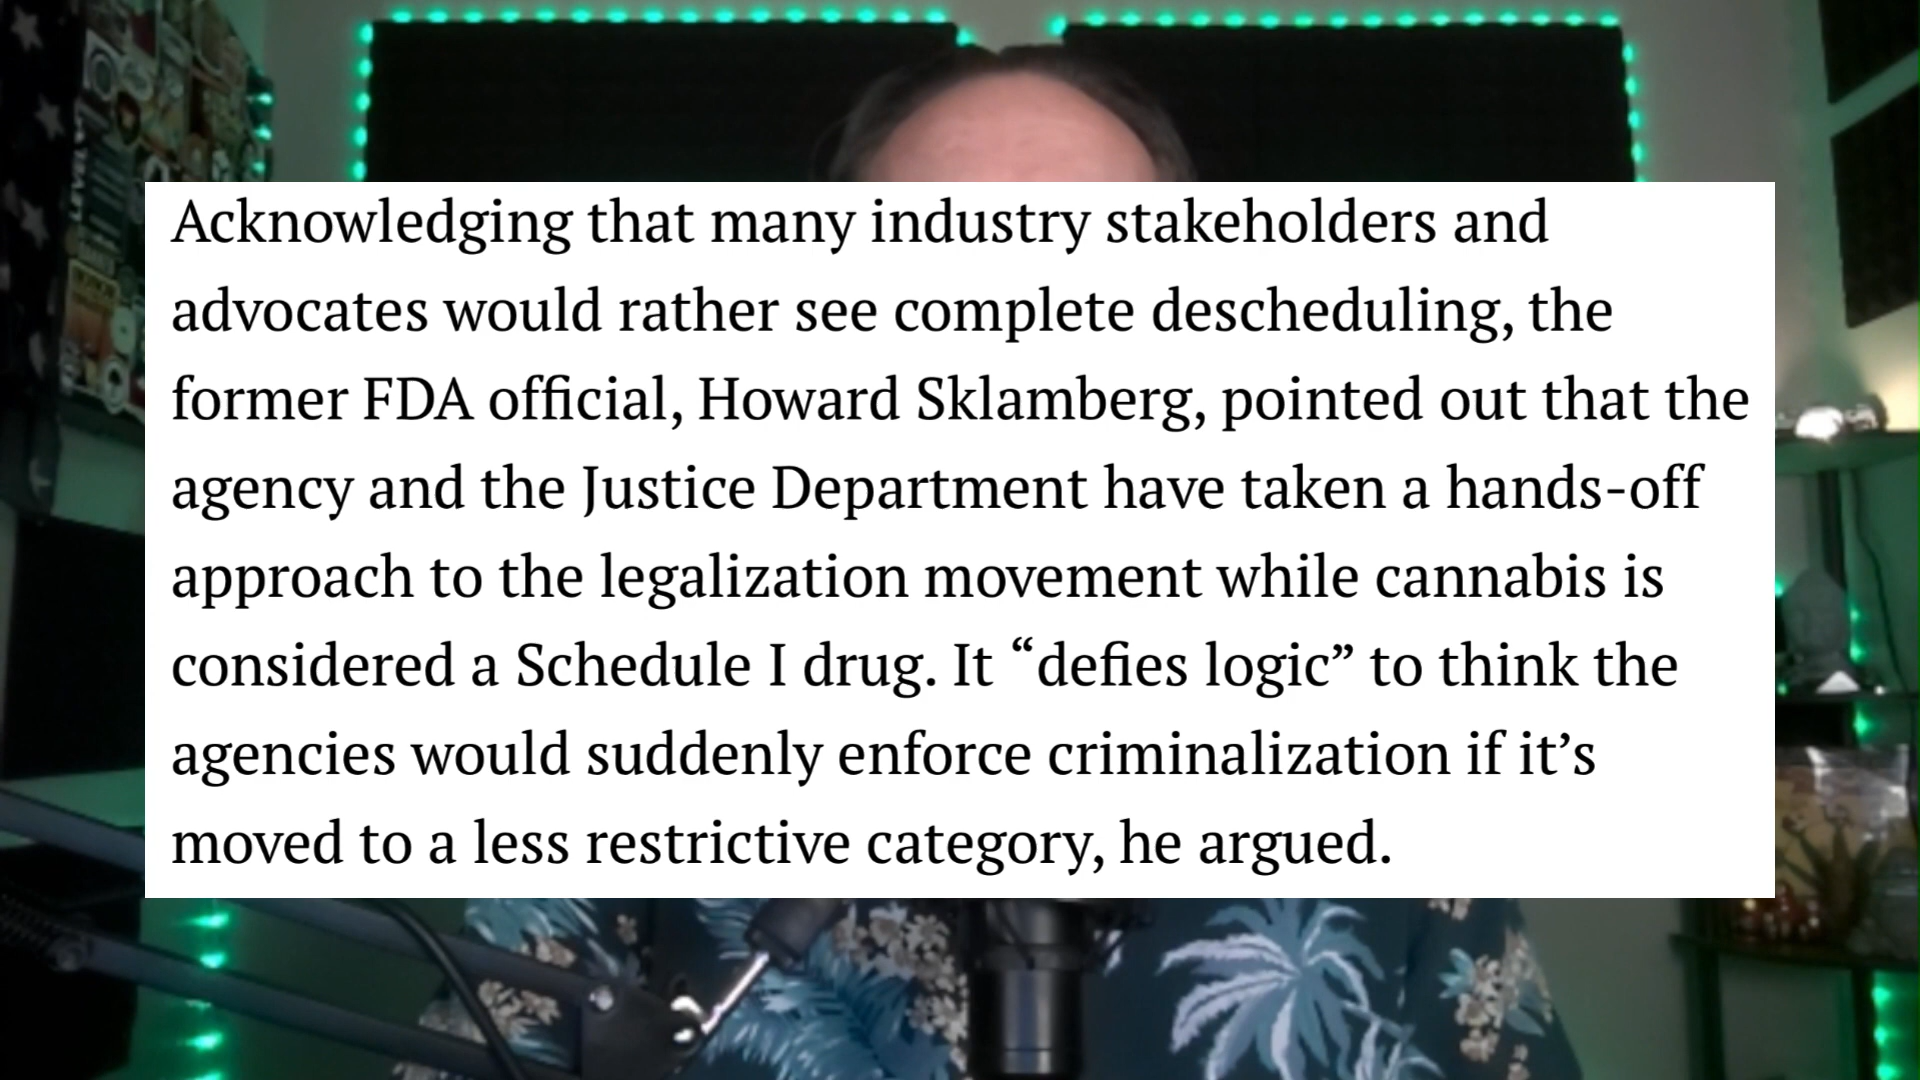 Acknowledging that many industry stakeholders and
advocates would rather see complete descheduling, the
former FDA official, Howard Sklamberg, pointed out that the
agency and the Justice Department have taken a hands-off
approach to the legalization movement while cannabis is
considered a Schedule I drug. It “defies logic” to think the
agencies would suddenly enforce criminalization if it’s
moved to a less restrictive category, he argued.